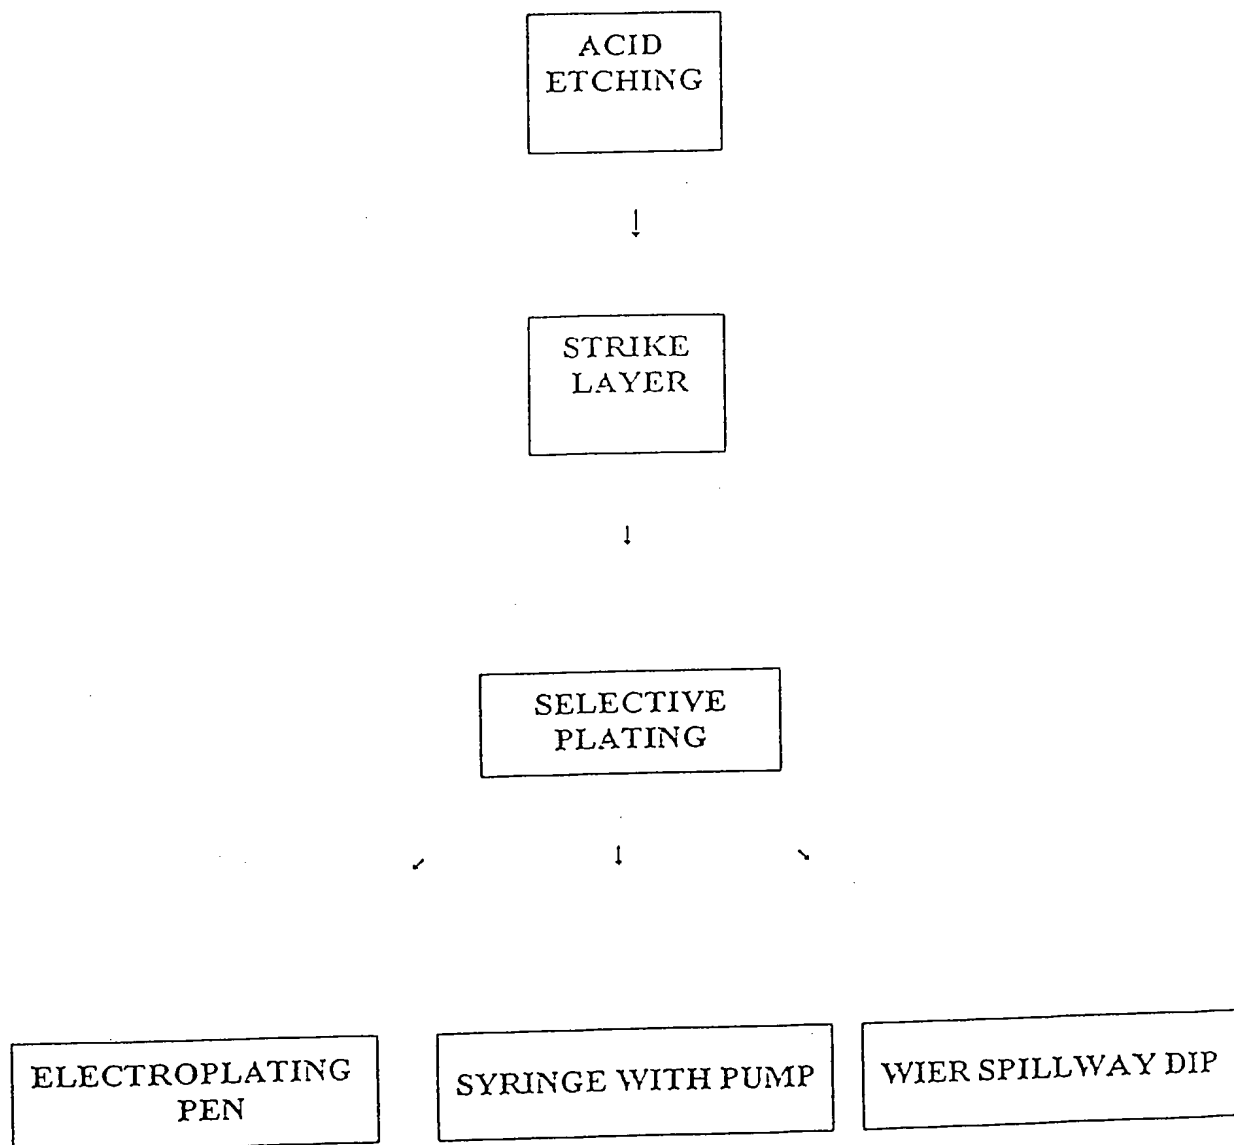 ACID
ETCHING
STRIKE
LAYER
SELECTIVE
PLATING
ELECTROPLATING
PEN
SYRINGE WITH PUMP
WIER SPILLWAY DIP